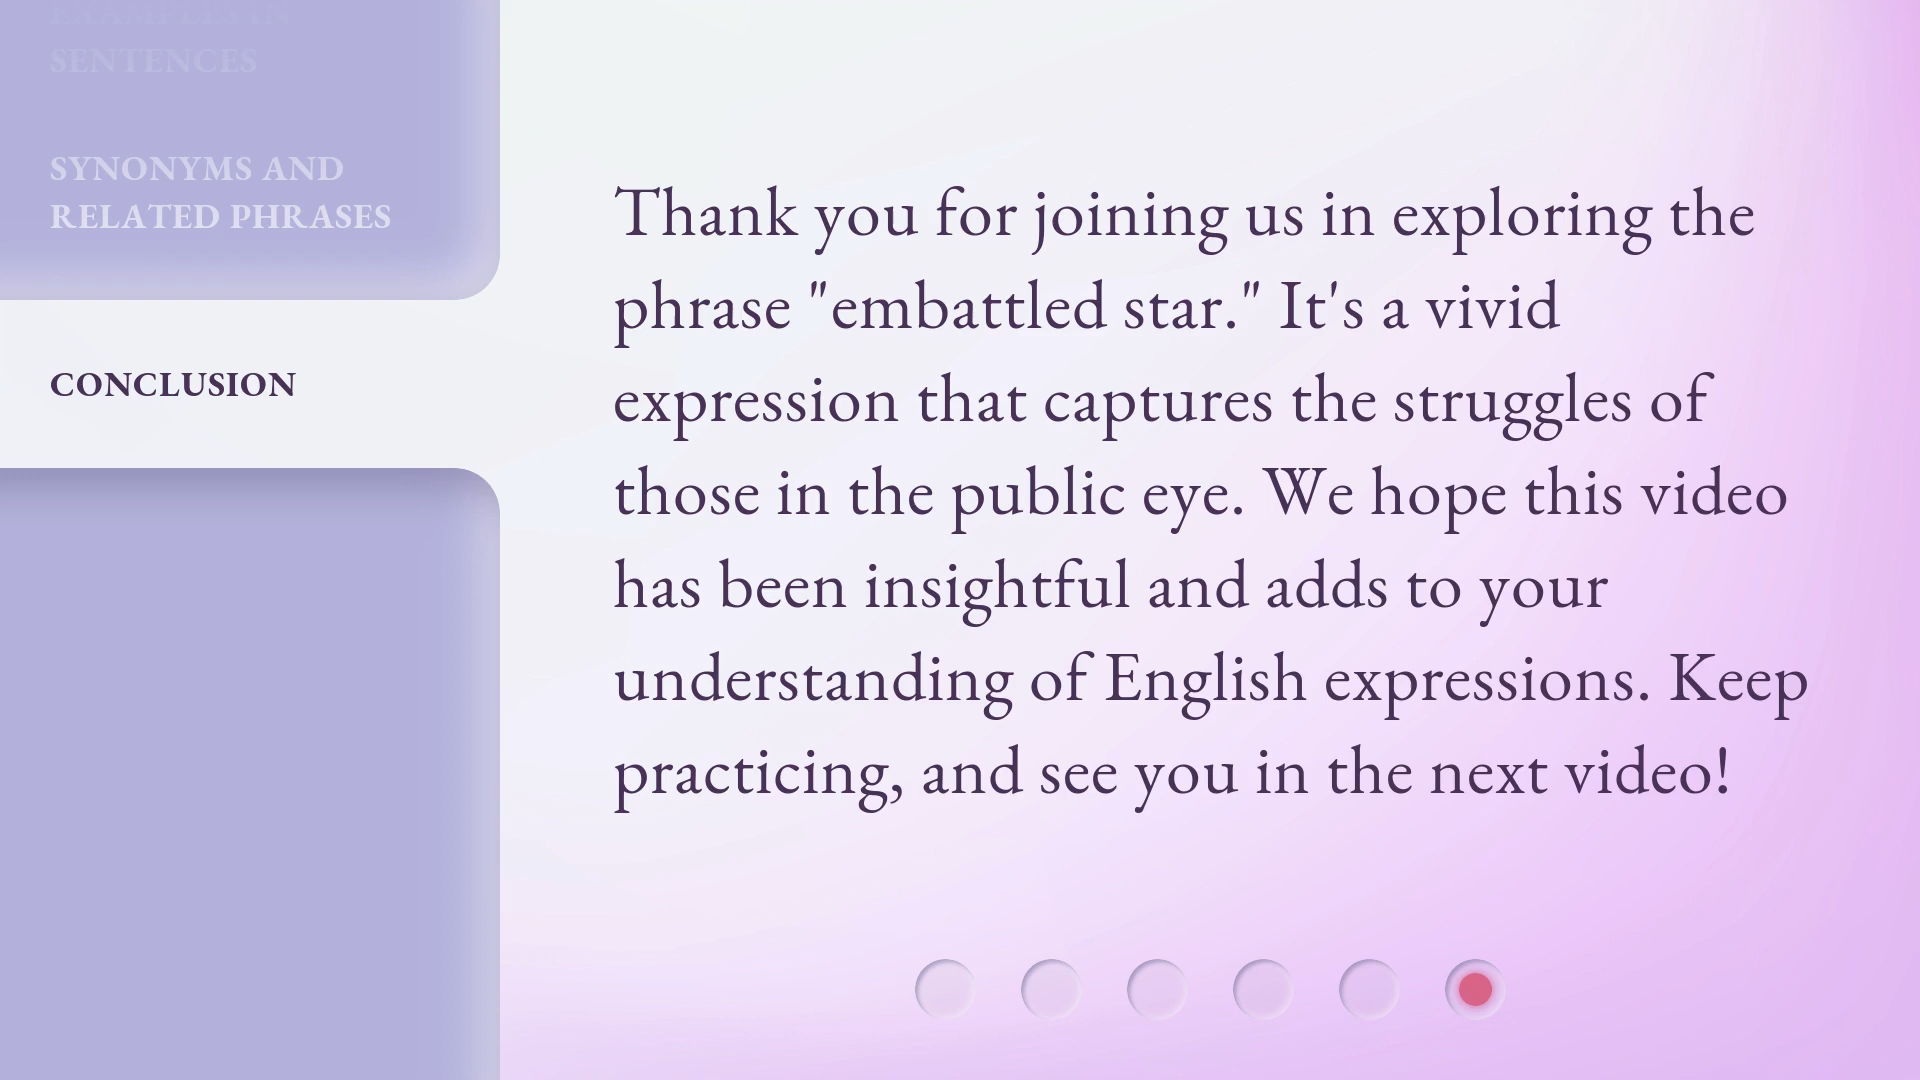 EXAMPLES IN
SENTENCES
SYNONYMS AND
RELATED PHRASES
CONCLUSION
Thank you for joining us in exploring the
phrase "embattled star." It's a vivid
expression that captures the struggles of
those in the public eye. We hope this video
has been insightful and adds to your
understanding of English expressions. Keep
practicing, and see you in the next video!